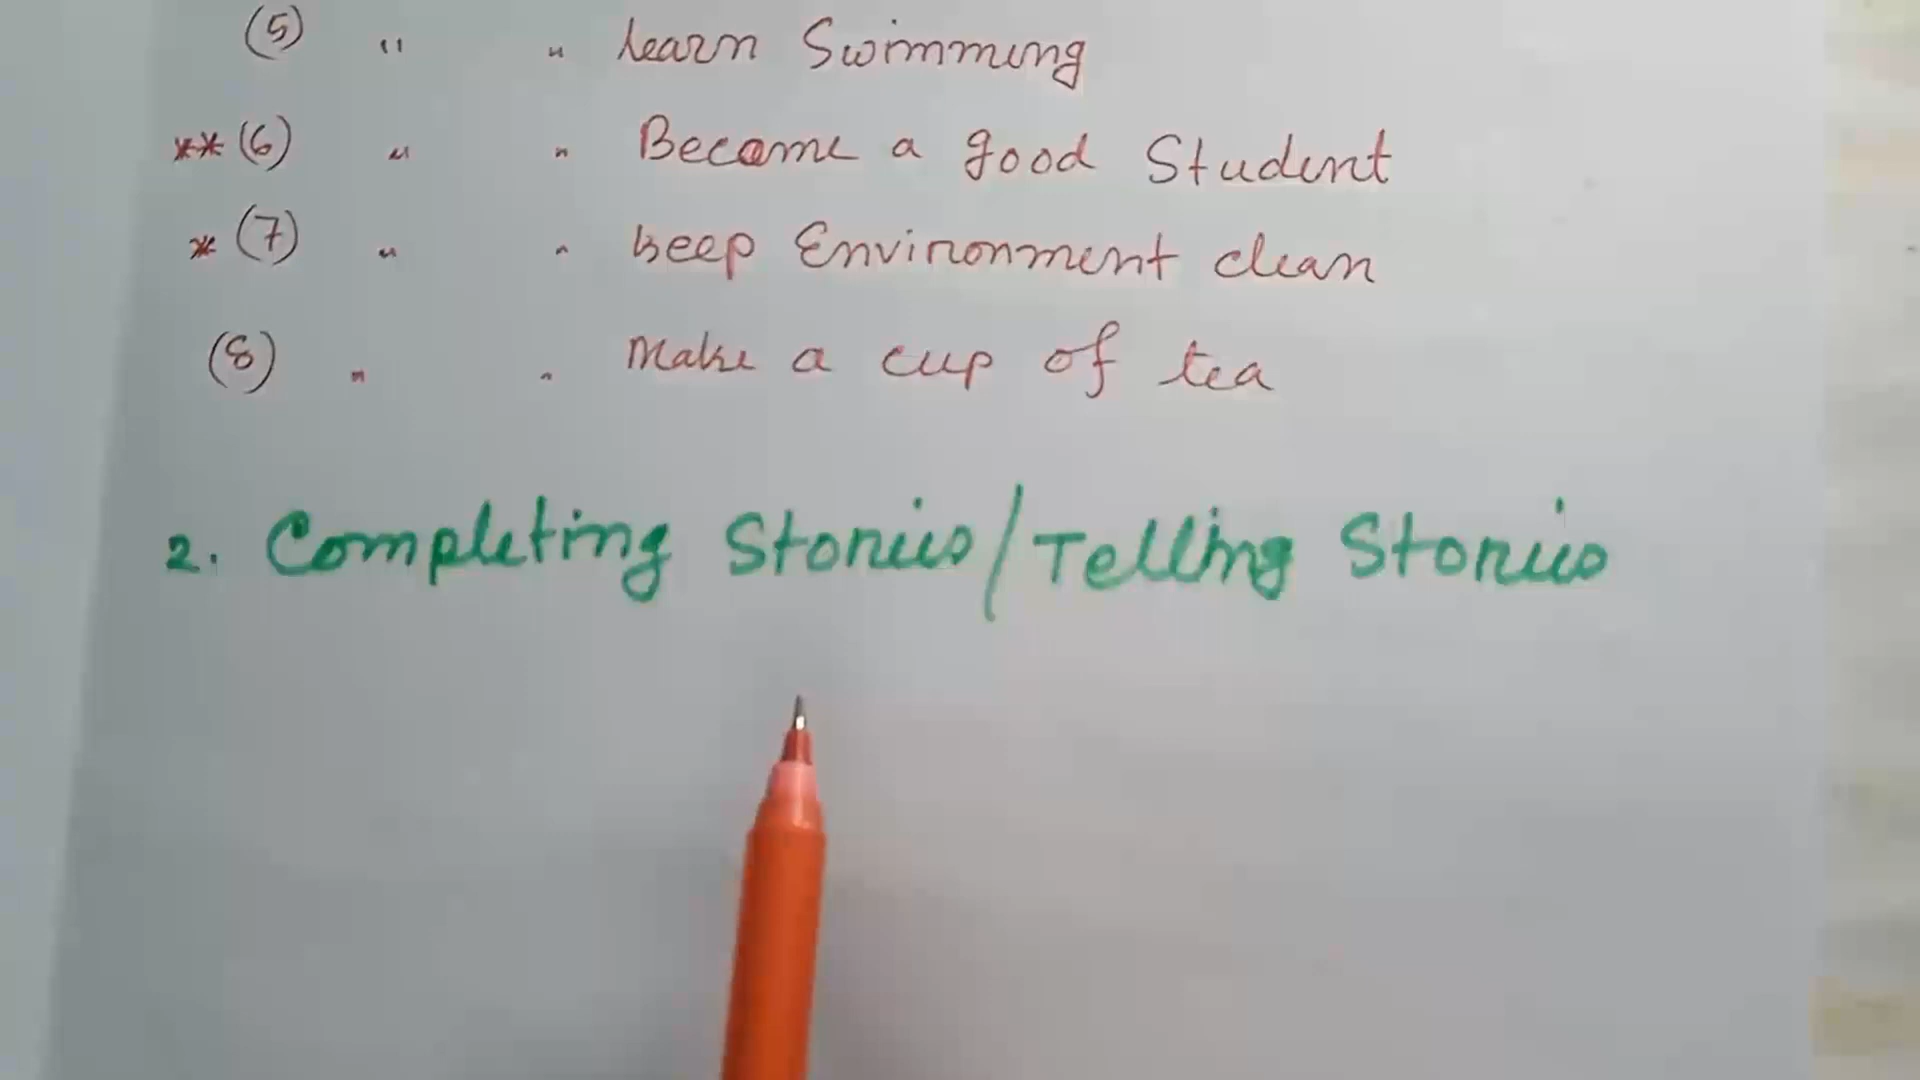 (5) " " learn Swimming
** (6) " " Become a good Student
* (7) " " keep Environment clean
(8) " " Make a cup of tea
2. Completing Stories/Telling Stories